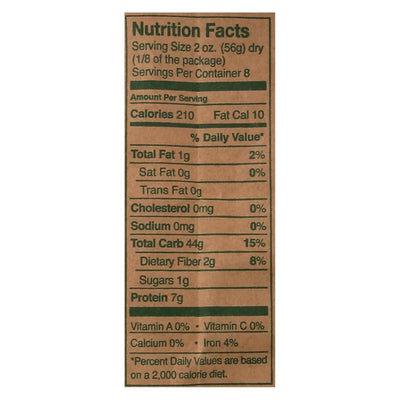 Nutrition Facts
Serving Size 2 oz. (56g) dry
(1/8 of the package)
Servings Per Container 8
Amount Per Serving
Calories 210 Fat Cal 10
% Daily Value*
Total Fat 1g 2%
Sat Fat 0g 0%
Trans Fat 0g
Cholesterol 0mg 0%
Sodium 0mg 0%
Total Carb 44g 15%
Dietary Fiber 2g 8%
Sugars 1g
Protein 7g
Vitamin A 0% • Vitamin C 0%
Calcium 0% • Iron 4%
*Percent Daily Values are based
on a 2,000 calorie diet.